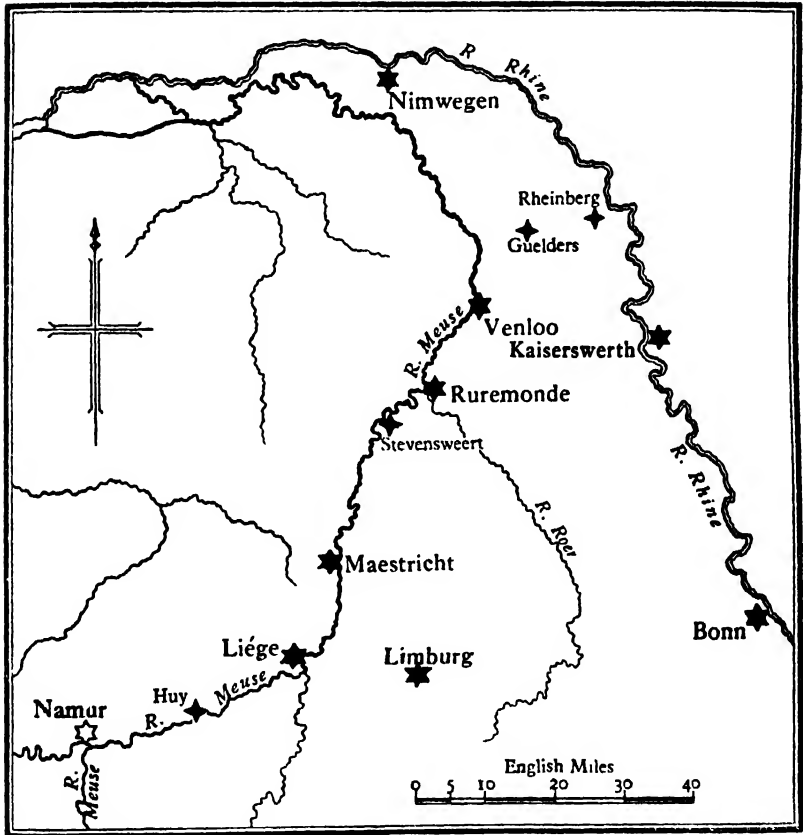 R Rhine
Nimwegen
Rheinberg
Guelders
Venloo
R. Meuse
Kaiserswerth
Ruremonde
Stevensweert
R. Rhine
R. Roer
Maestricht
Bonn
Liége
Limburg
Huy
R. Meuse
Namur
R. Meuse
English Miles
0 5 10 20 30 40